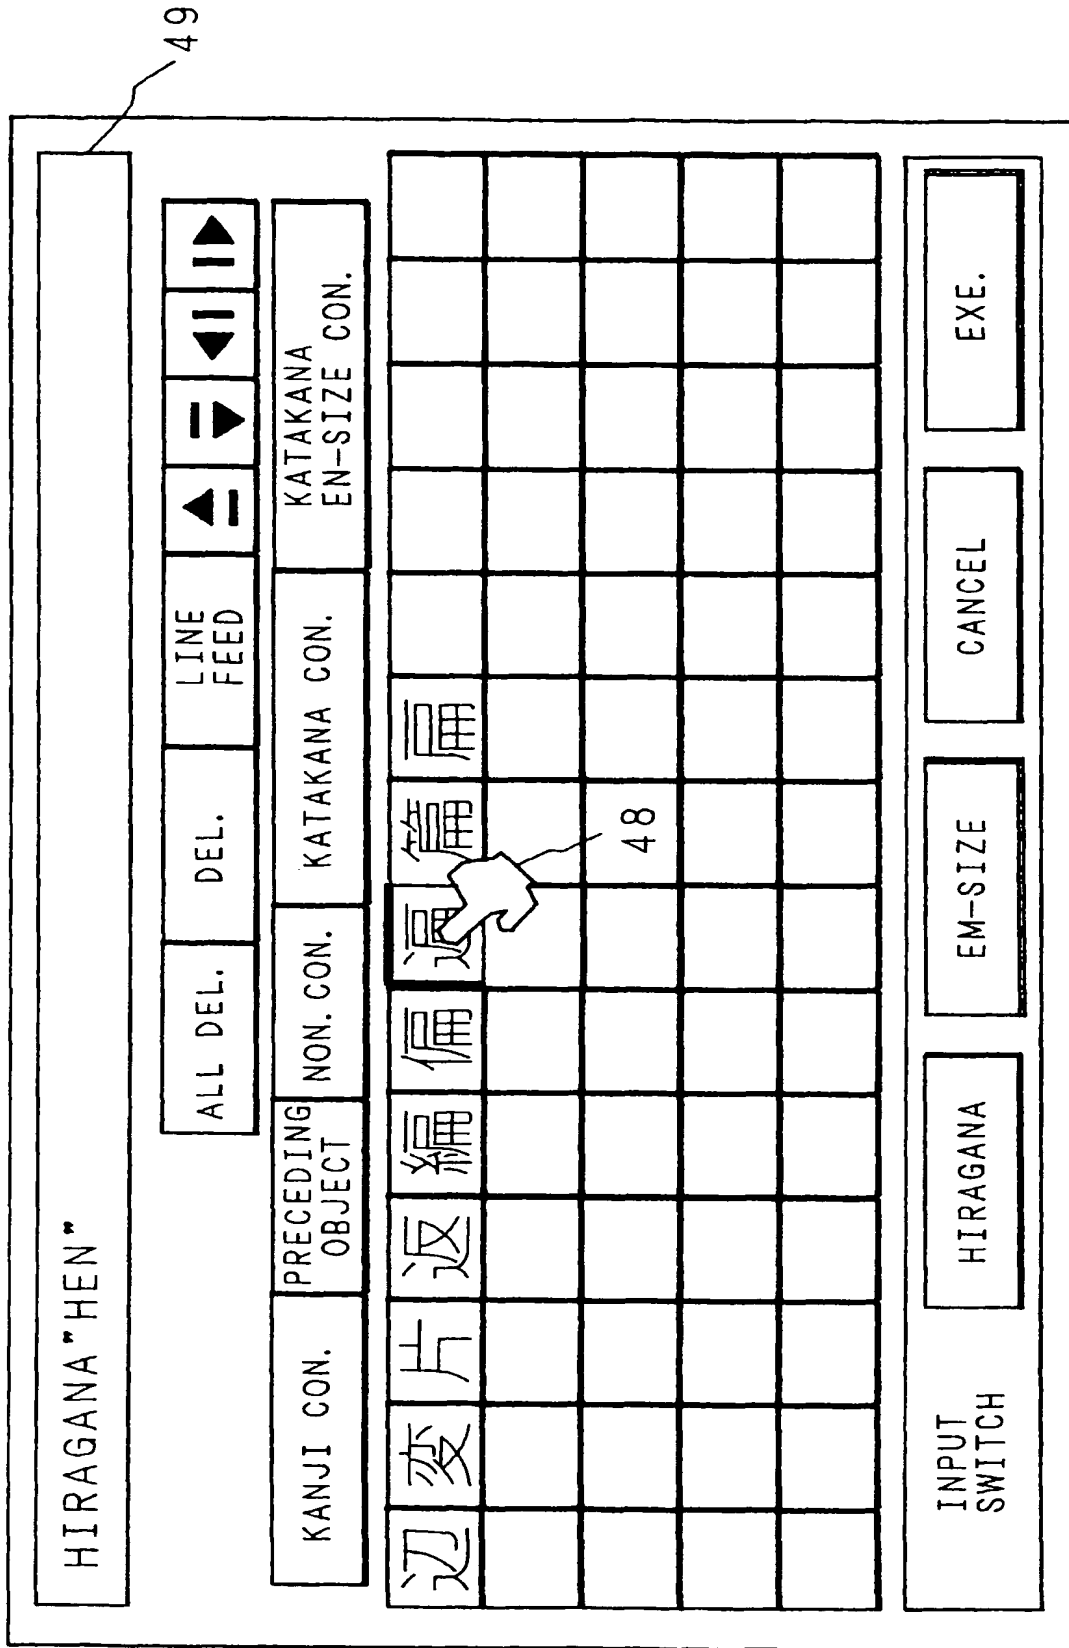 49
HIRAGANA"HEN"
ALL DEL.
DEL.
LINE
FEED
KANJI CON.
PRECEDING
OBJECT
NON. CON.
KATAKANA CON.
KATAKANA
EN-SIZE CON.
辺 変 片 返 編 偏 遍 篇 扁
48
INPUT
SWITCH
HIRAGANA
EM-SIZE
CANCEL
EXE.